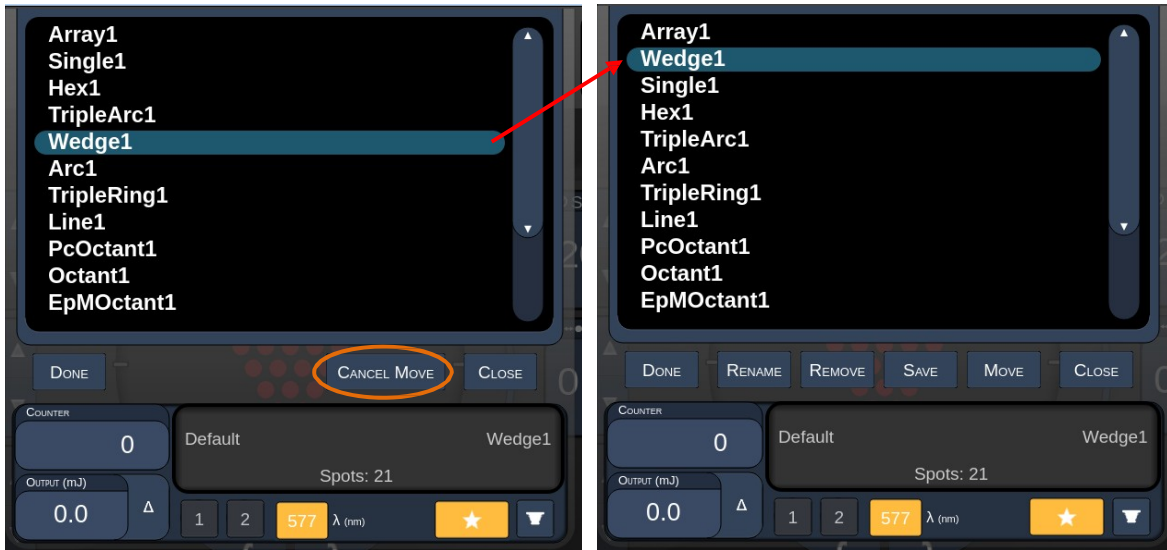 Array1
Single1
Hex1
TripleArc1
Wedge1
Arc1
TripleRing1
Line1
PcOctant1
Octant1
EpMOctant1
DONE
CANCEL MOVE
CLOSE
COUNTER
0
Default
Wedge1
Spots: 21
OUTPUT (mJ)
0.0
Δ
1
2
577
λ (nm)
Array1
Wedge1
Single1
Hex1
TripleArc1
Arc1
TripleRing1
Line1
PcOctant1
Octant1
EpMOctant1
DONE
RENAME
REMOVE
SAVE
MOVE
CLOSE
COUNTER
0
Default
Wedge1
Spots: 21
OUTPUT (mJ)
0.0
Δ
1
2
577
λ (nm)